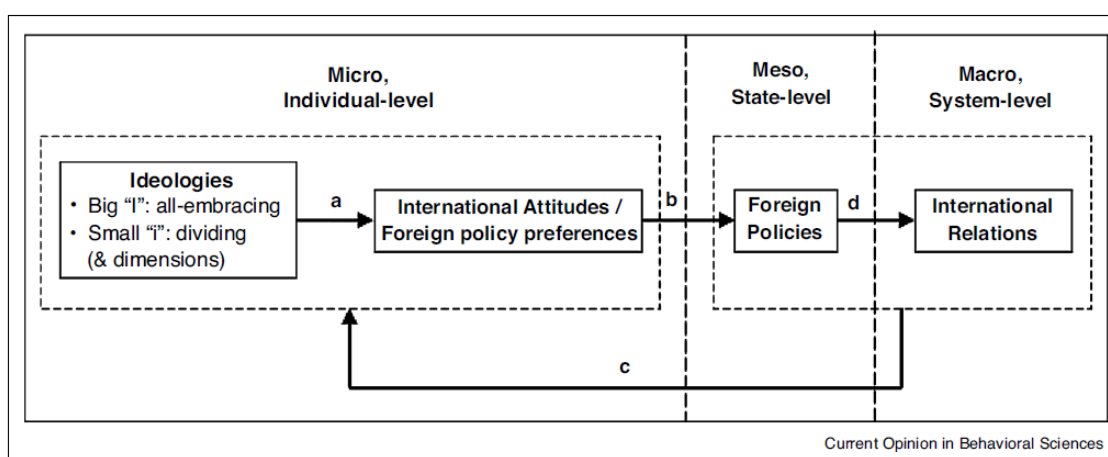 Micro,
Individual-level
Meso,
State-level
Macro,
System-level
Ideologies
• Big “I”: all-embracing
• Small “i”: dividing
(& dimensions)
a
International Attitudes /
Foreign policy preferences
b
Foreign
Policies
d
International
Relations
c
Current Opinion in Behavioral Sciences